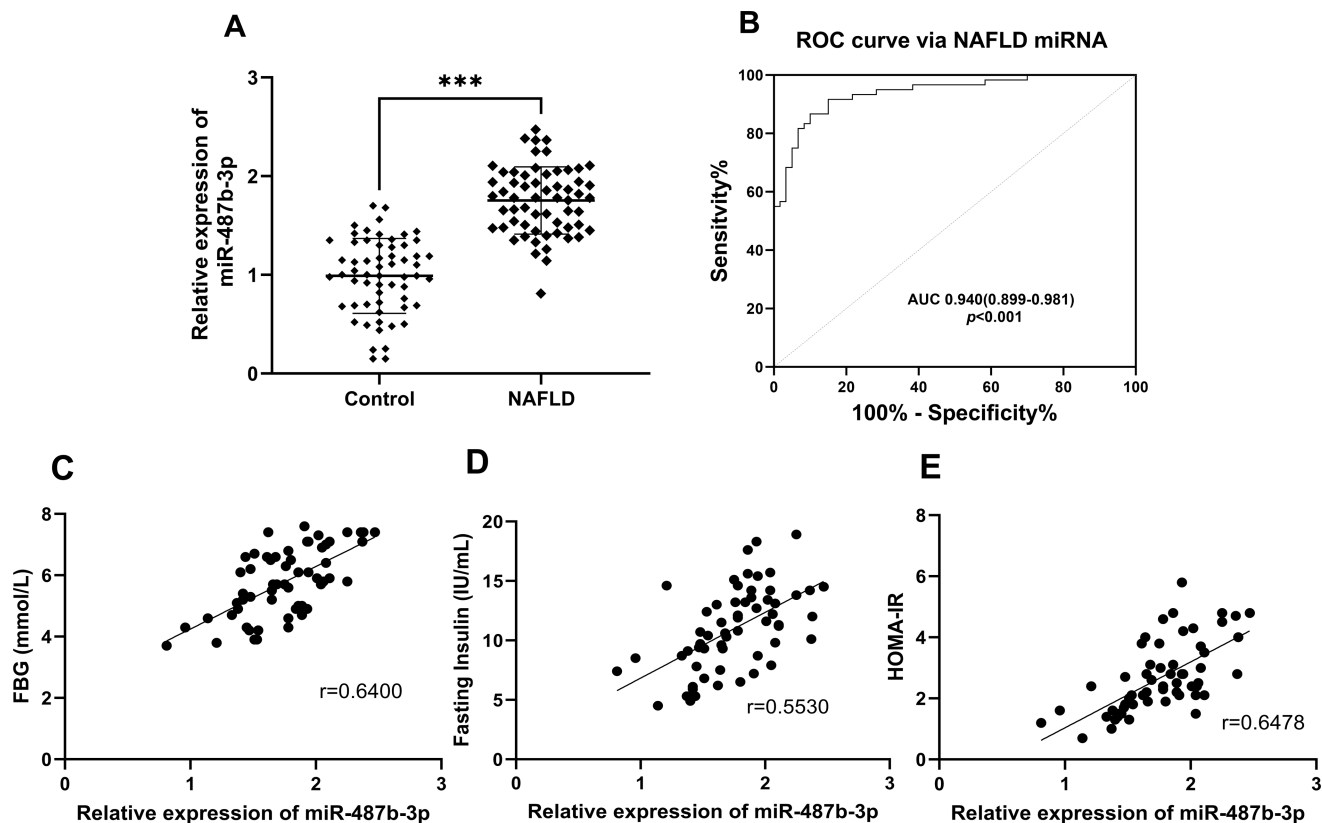 A
Relative expression of
miR-487b-3p
3
2
1
0
***
Control
NAFLD
B
ROC curve via NAFLD miRNA
Sensitvity%
100
80
60
40
20
0
AUC 0.940(0.899-0.981)
p<0.001
0
20
40
60
80
100
100% - Specificity%
C
FBG (mmol/L)
8
6
4
2
0
r=0.6400
0
1
2
3
Relative expression of miR-487b-3p
D
Fasting Insulin (IU/mL)
20
15
10
5
0
r=0.5530
0
1
2
3
Relative expression of miR-487b-3p
E
HOMA-IR
8
6
4
2
0
r=0.6478
0
1
2
3
Relative expression of miR-487b-3p